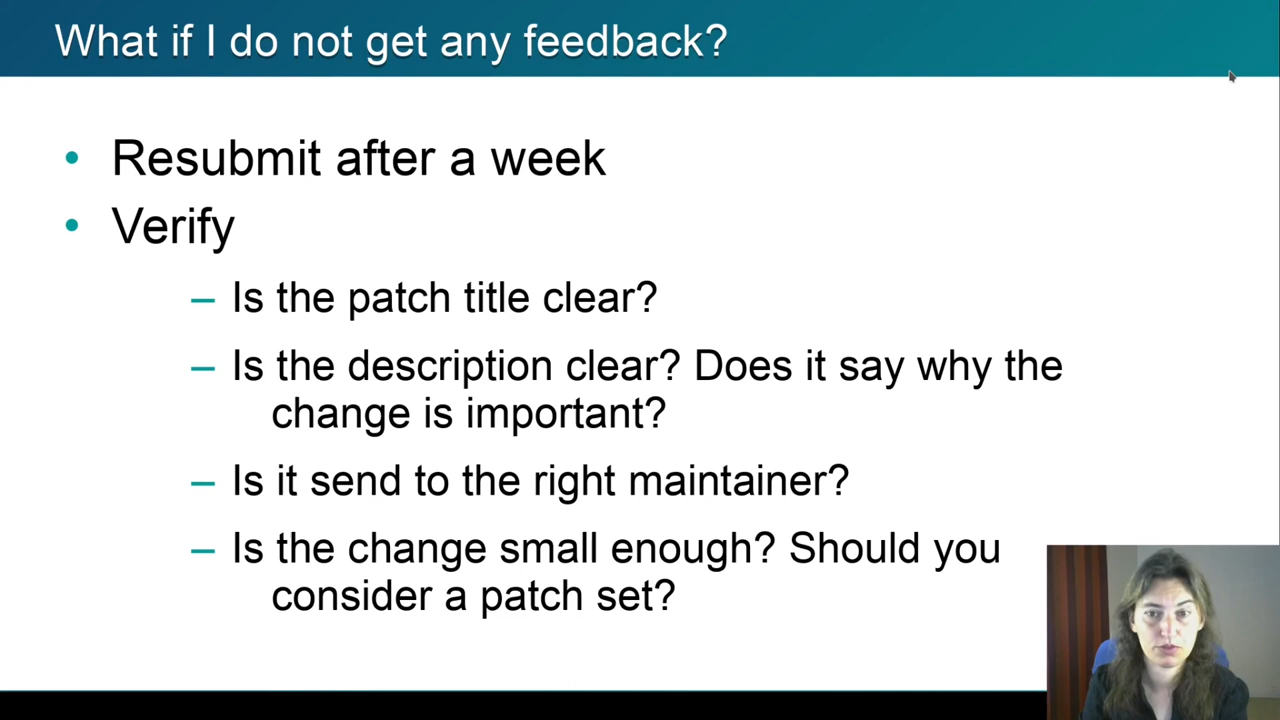 What if I do not get any feedback?
• Resubmit after a week
• Verify
– Is the patch title clear?
– Is the description clear? Does it say why the
change is important?
– Is it send to the right maintainer?
– Is the change small enough? Should you
consider a patch set?